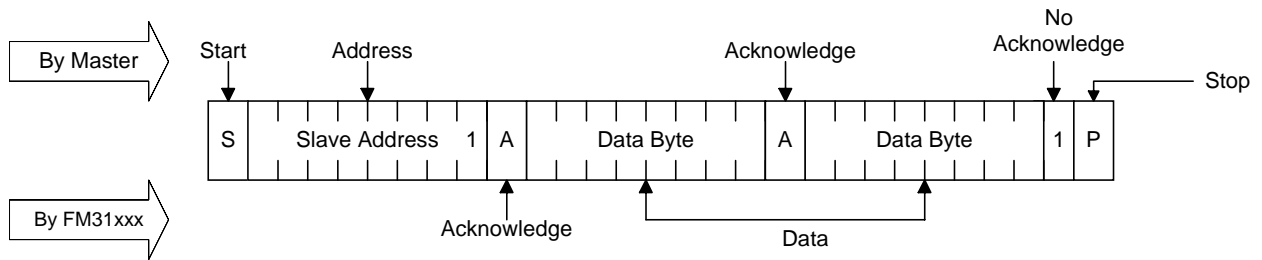 No
Acknowledge
By Master
Start
Address
Acknowledge
Stop
S Slave Address 1 A Data Byte A Data Byte 1 P
By FM31xxx
Acknowledge
Data